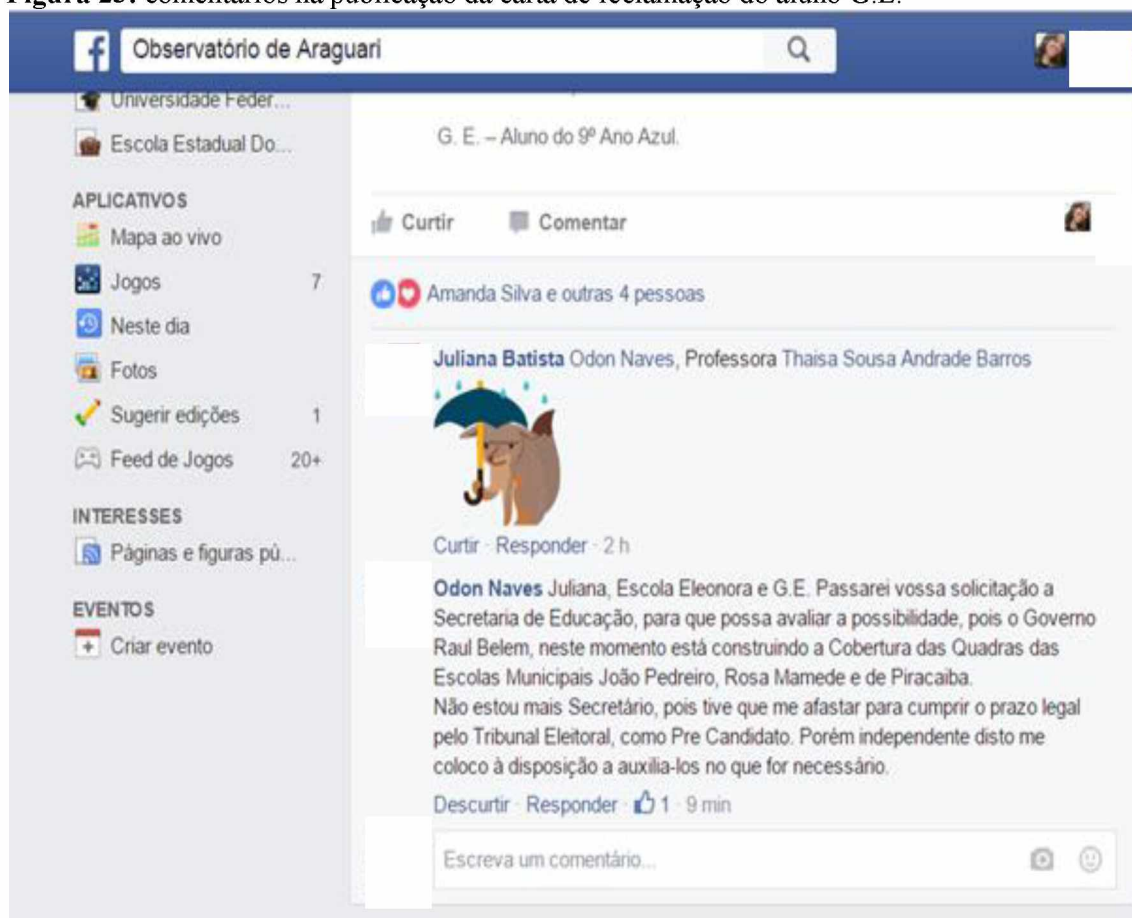 Figura 25: comentários na publicação da carta de reclamação do aluno G.E.
f Observatório de Araguari
Universidade Feder...
Escola Estadual Do...
APLICATIVOS
Mapa ao vivo
Jogos 7
Neste dia
Fotos
Sugerir edições 1
Feed de Jogos 20+
INTERESSES
Páginas e figuras pú...
EVENTOS
Criar evento
G. E. – Aluno do 9º Ano Azul.
Curtir Comentar
Amanda Silva e outras 4 pessoas
Juliana Batista Odon Naves, Professora Thaisa Sousa Andrade Barros
Curtir · Responder · 2 h
Odon Naves Juliana, Escola Eleonora e G.E. Passarei vossa solicitação a
Secretaria de Educação, para que possa avaliar a possibilidade, pois o Governo
Raul Belem, neste momento está construindo a Cobertura das Quadras das
Escolas Municipais João Pedreiro, Rosa Mamede e de Piracaiba.
Não estou mais Secretário, pois tive que me afastar para cumprir o prazo legal
pelo Tribunal Eleitoral, como Pre Candidato. Porém independente disto me
coloco à disposição a auxilia-los no que for necessário.
Descurtir · Responder · 1 · 9 min
Escreva um comentário...